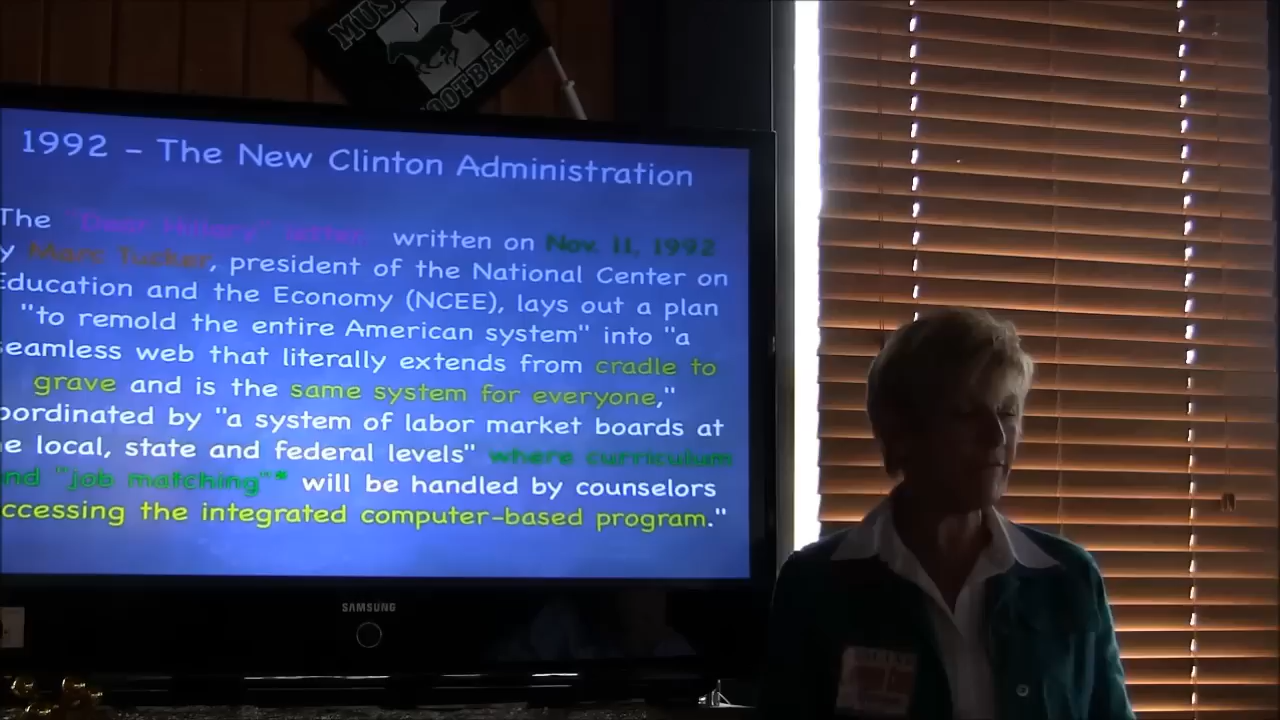 MUS
FOOTBALL
1992 – The New Clinton Administration
The "Dear Hillary" letter written on Nov. 11, 1992
y Marc Tucker, president of the National Center on
Education and the Economy (NCEE), lays out a plan
"to remold the entire American system" into "a
seamless web that literally extends from cradle to
grave and is the same system for everyone,"
oordinated by "a system of labor market boards at
e local, state and federal levels" where curriculum
nd "job matching"* will be handled by counselors
ccessing the integrated computer-based program."
SAMSUNG